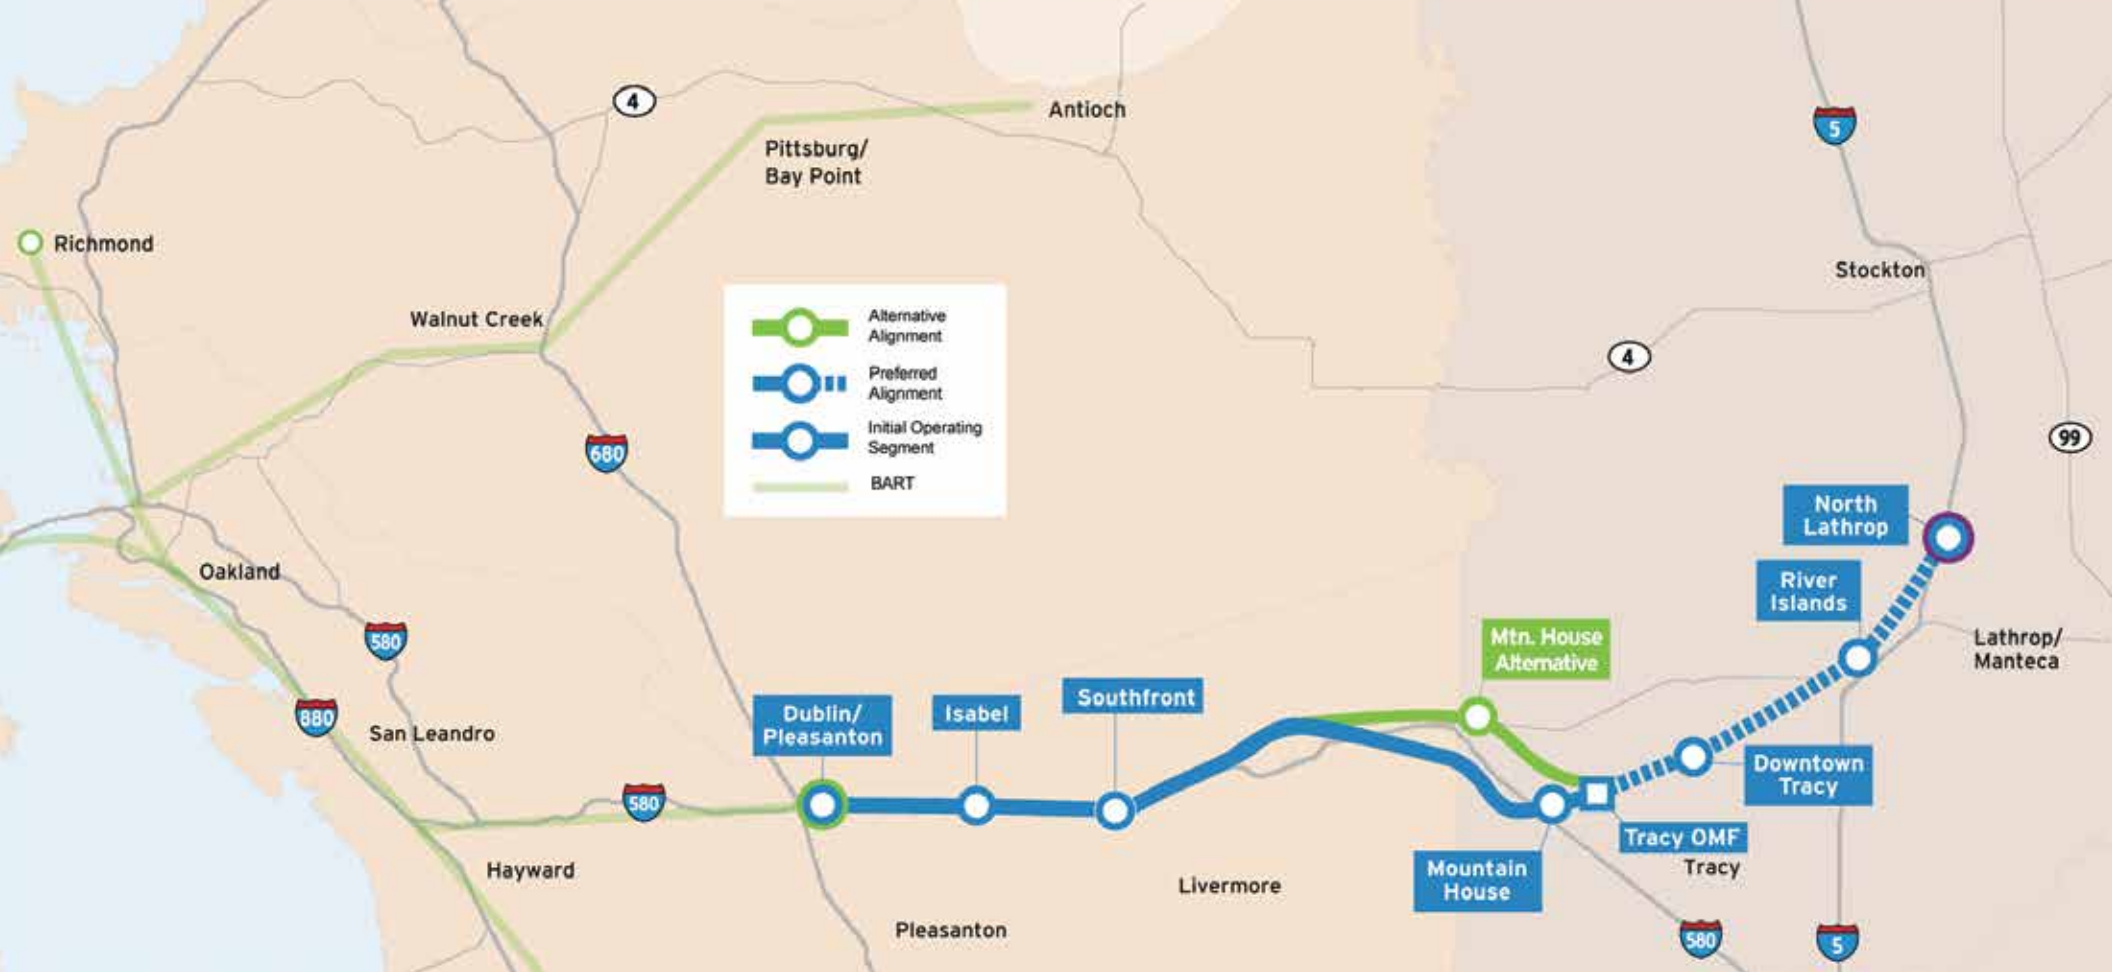 4
Antioch
5
Pittsburg/
Bay Point
Richmond
Stockton
Walnut Creek
Alternative
Alignment
Preferred
Alignment
Initial Operating
Segment
BART
4
99
680
North
Lathrop
Oakland
River
Islands
580
Mtn. House
Alternative
Lathrop/
Manteca
880
San Leandro
Dublin/
Pleasanton
Isabel
Southfront
Downtown
Tracy
580
Tracy OMF
Tracy
Hayward
Mountain
House
Livermore
Pleasanton
580
5